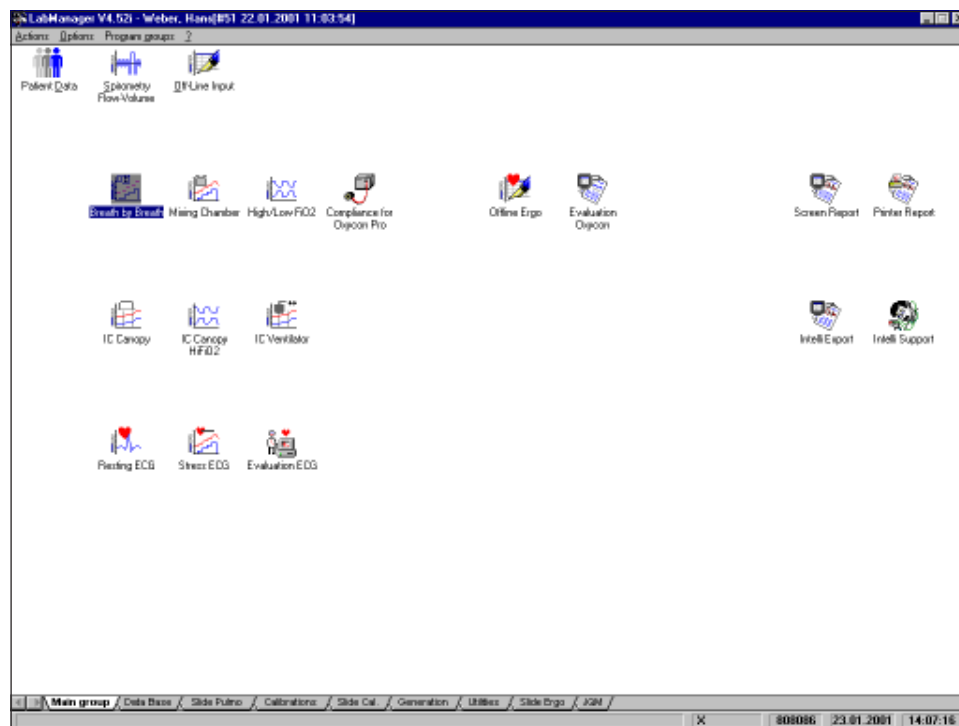 LabManager V4.52i - Weber, Hans(#51 22.01.2001 11:03:54)
Actions Options Program groups ?
Patient Data
Spirometry
Flow-Volume
Off-Line Input
Breath by Breath
Mixing Chamber
High/Low FiO2
Compliance for
Oxycon Pro
Offline Ergo
Evaluation
Oxycon
Screen Report
Printer Report
IC Canopy
IC Canopy
HiFiO2
IC Ventilator
Intelli Export
Intelli Support
Resting ECG
Stress ECG
Evaluation ECG
Main group Data Base Slide Pulmo Calibrations Slide Cal. Generation Utilities Slide Ergo
X 808086 23.01.2001 14:07:16